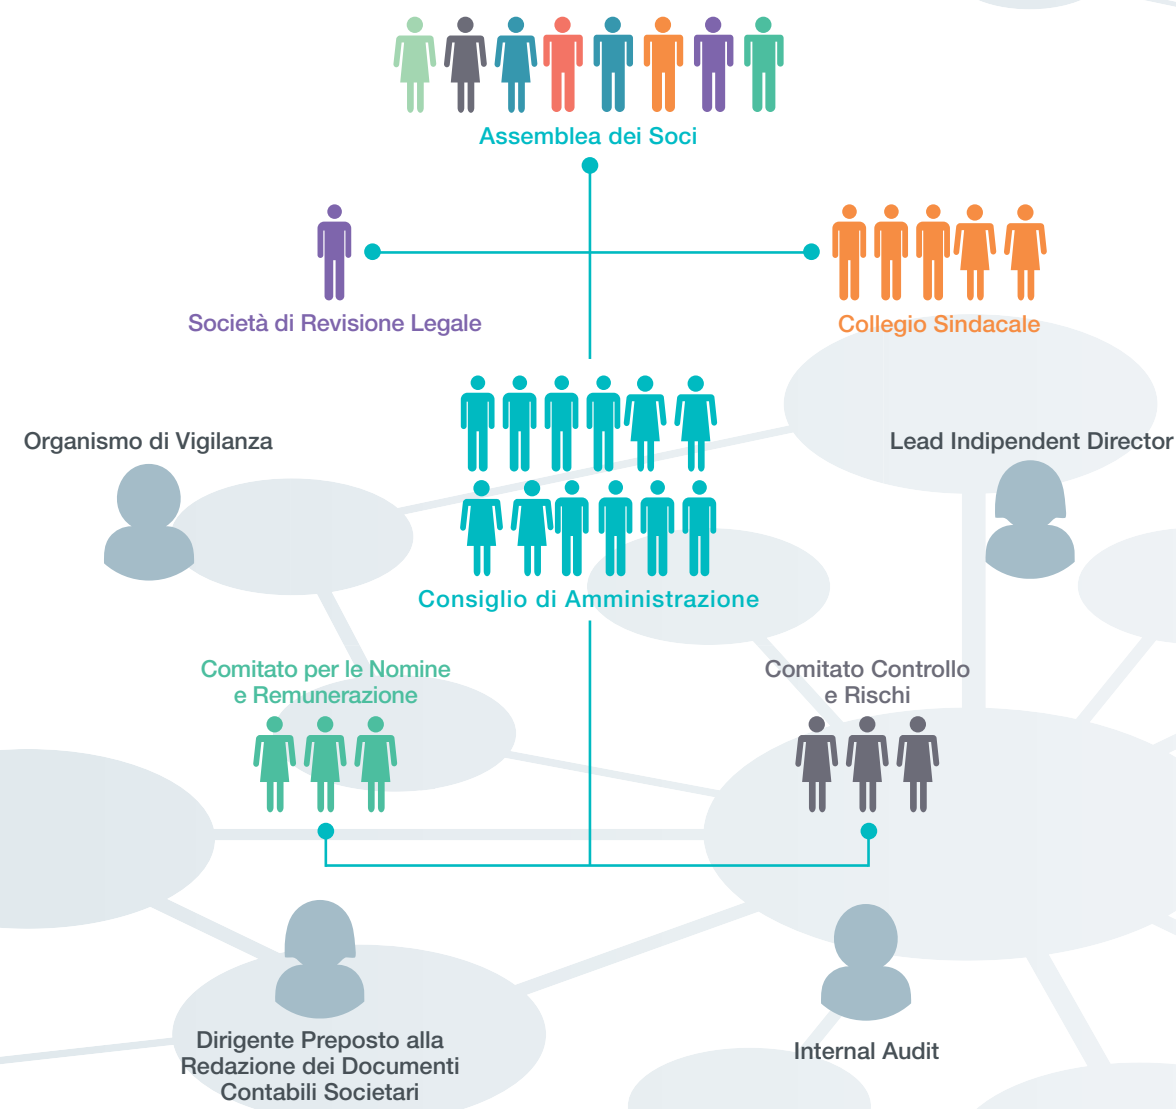 Assemblea dei Soci
Società di Revisione Legale
Collegio Sindacale
Organismo di Vigilanza
Lead Indipendent Director
Consiglio di Amministrazione
Comitato per le Nomine
e Remunerazione
Comitato Controllo
e Rischi
Dirigente Preposto alla
Redazione dei Documenti
Contabili Societari
Internal Audit